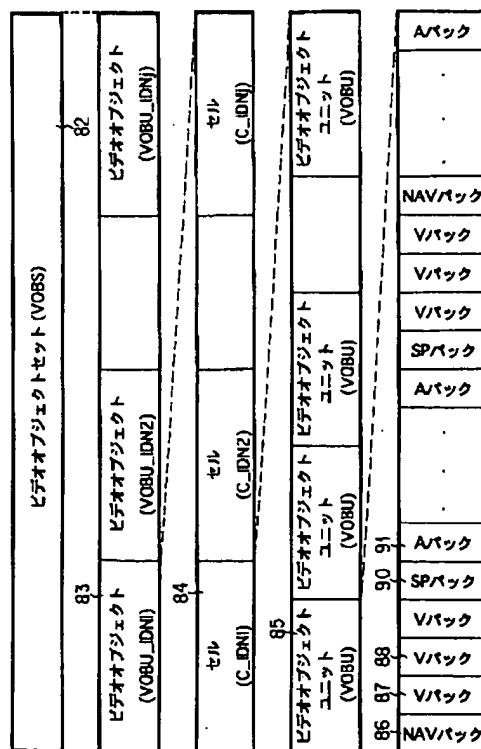 ビデオオブジェクトセット(VOBS)
82
83
ビデオオブジェクト
(VOBU_IDN1)
ビデオオブジェクト
(VOBU_IDN2)
ビデオオブジェクト
(VOBU_IDNj)
84
セル
(C_IDN1)
セル
(C_IDN2)
セル
(C_IDNj)
85
ビデオオブジェクト
ユニット
(VOBU)
ビデオオブジェクト
ユニット
(VOBU)
ビデオオブジェクト
ユニット
(VOBU)
ビデオオブジェクト
ユニット
(VOBU)
86
NAVパック
87
Vパック
88
Vパック
Vパック
90
SPパック
91
Aパック
Aパック
SPパック
Vパック
Vパック
Vパック
NAVパック
Aパック